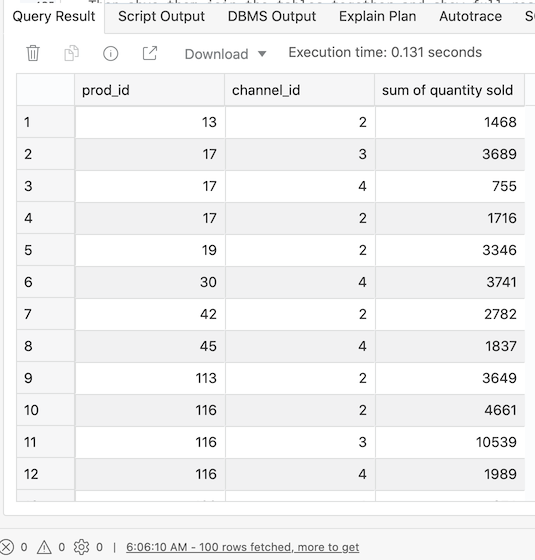 Query Result Script Output DBMS Output Explain Plan Autotrace
Download Execution time: 0.131 seconds
prod_id channel_id sum of quantity sold
1 13 2 1468
2 17 3 3689
3 17 4 755
4 17 2 1716
5 19 2 3346
6 30 4 3741
7 42 2 2782
8 45 4 1837
9 113 2 3649
10 116 2 4661
11 116 3 10539
12 116 4 1989
0 0 0 | 6:06:10 AM - 100 rows fetched, more to get